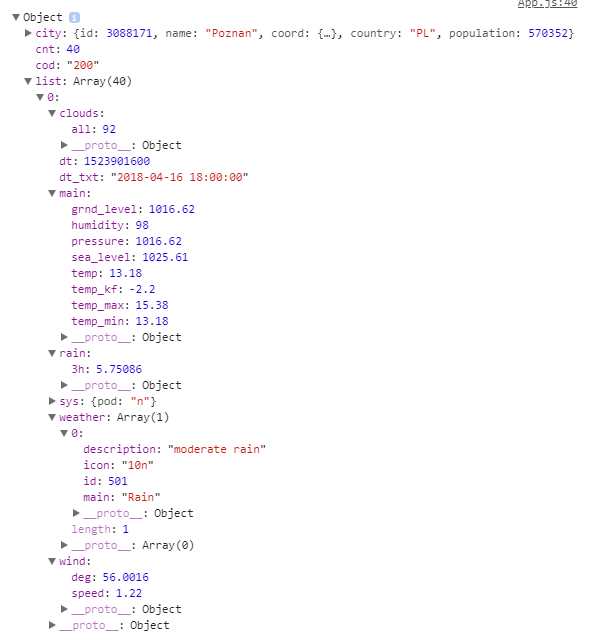 App.js:40
▼Object i
▶city: {id: 3088171, name: "Poznan", coord: {…}, country: "PL", population: 570352}
cnt: 40
cod: "200"
▼list: Array(40)
▼0:
▼clouds:
all: 92
▶__proto__: Object
dt: 1523901600
dt_txt: "2018-04-16 18:00:00"
▼main:
grnd_level: 1016.62
humidity: 98
pressure: 1016.62
sea_level: 1025.61
temp: 13.18
temp_kf: -2.2
temp_max: 15.38
temp_min: 13.18
▶__proto__: Object
▼rain:
3h: 5.75086
▶__proto__: Object
▶sys: {pod: "n"}
▼weather: Array(1)
▼0:
description: "moderate rain"
icon: "10n"
id: 501
main: "Rain"
▶__proto__: Object
length: 1
▶__proto__: Array(0)
▼wind:
deg: 56.0016
speed: 1.22
▶__proto__: Object
▶__proto__: Object